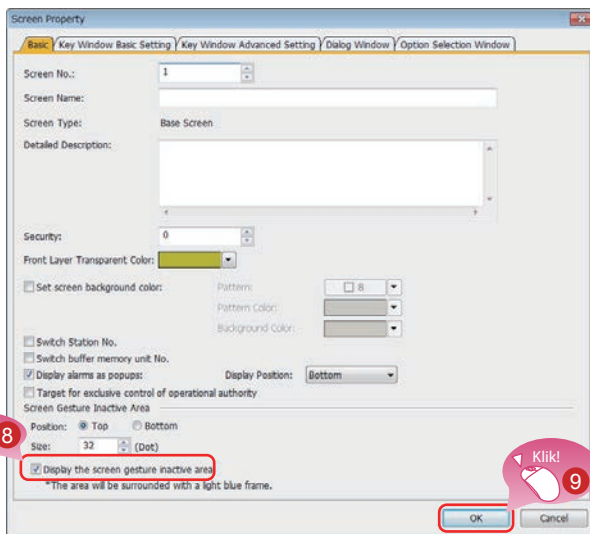 Screen Property
Basic Key Window Basic Setting Key Window Advanced Setting Dialog Window Option Selection Window
Screen No.: 1
Screen Name:
Screen Type: Base Screen
Detailed Description:
Security: 0
Front Layer Transparent Color:
Set screen background color: Pattern: 8
Pattern Color:
Background Color:
Switch Station No.
Switch buffer memory unit No.
Display alarms as popups: Display Position: Bottom
Target for exclusive control of operational authority
Screen Gesture Inactive Area
Position: Top Bottom
8
Size: 32 (Dot)
Display the screen gesture inactive area
*The area will be surrounded with a light blue frame.
Klik!
9
OK Cancel